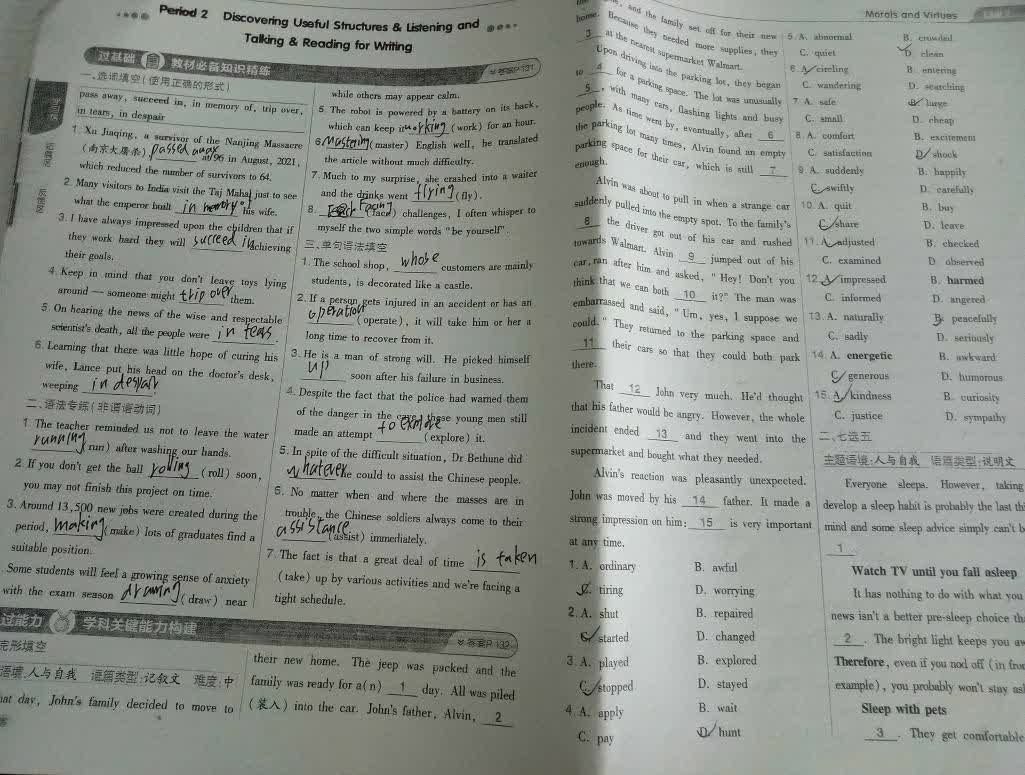 Period 2 Discovering Useful Structures & Listening and
Talking & Reading for Writing
过基础 教材必备知识精练
答案P131
一、选词填空(使用正确的形式)
pass away, succeed in, in memory of, trip over,
in tears, in despair
1. Xu Jiaqing, a survivor of the Nanjing Massacre
(南京大屠杀) passed away at 96 in August, 2021,
which reduced the number of survivors to 64.
2. Many visitors to India visit the Taj Mahal just to see
what the emperor built in memory of his wife.
3. I have always impressed upon the children that if
they work hard they will succeed in achieving
their goals.
4. Keep in mind that you don't leave toys lying
around — someone might trip over them.
5. On hearing the news of the wise and respectable
scientist's death, all the people were in tears.
6. Learning that there was little hope of curing his
wife, Lance put his head on the doctor's desk,
weeping in despair
二、语法专练(非谓语动词)
1. The teacher reminded us not to leave the water
running (run) after washing our hands.
2. If you don't get the ball rolling (roll) soon,
you may not finish this project on time.
3. Around 13,500 new jobs were created during the
period, making (make) lots of graduates find a
suitable position.
Some students will feel a growing sense of anxiety
with the exam season drawing (draw) near
while others may appear calm.
5. The robot is powered by a battery on its back,
which can keep it working (work) for an hour.
6. Mastering (master) English well, he translated
the article without much difficulty.
7. Much to my surprise, she crashed into a waiter
and the drinks went flying (fly).
8. Facing (face) challenges, I often whisper to
myself the two simple words "be yourself".
三、单句语法填空
1. The school shop, whose customers are mainly
students, is decorated like a castle.
2. If a person gets injured in an accident or has an
operation (operate), it will take him or her a
long time to recover from it.
3. He is a man of strong will. He picked himself
up soon after his failure in business.
4. Despite the fact that the police had warned them
of the danger in the cave, these young men still
made an attempt to explore (explore) it.
5. In spite of the difficult situation, Dr Bethune did
whatever he could to assist the Chinese people.
6. No matter when and where the masses are in
trouble, the Chinese soldiers always come to their
assistance (assist) immediately.
7. The fact is that a great deal of time is taken
(take) up by various activities and we're facing a
tight schedule.
过能力 学科关键能力构建
答案P132
完形填空
语境:人与自我 语篇类型:记叙文 难度:中
at day, John's family decided to move to
their new home. The jeep was packed and the
family was ready for a(n) 1 day. All was piled
(装入) into the car. John's father, Alvin, 2
, and the family set off for their new
home. Because they needed more supplies, they
3 at the nearest supermarket Walmart.
Upon driving into the parking lot, they began
to 4 for a parking space. The lot was unusually
5, with many cars, flashing lights and busy
people. As time went by, eventually, after 6
the parking lot many times, Alvin found an empty
parking space for their car, which is still 7
enough.
Alvin was about to pull in when a strange car
suddenly pulled into the empty spot. To the family's
8 the driver got out of his car and rushed
towards Walmart. Alvin 9 jumped out of his
car, ran after him and asked, "Hey! Don't you
think that we can both 10 it?" The man was
embarrassed and said, "Um, yes, I suppose we
could." They returned to the parking space and
11 their cars so that they could both park
there.
That 12 John very much. He'd thought
that his father would be angry. However, the whole
incident ended 13 and they went into the
supermarket and bought what they needed.
Alvin's reaction was pleasantly unexpected.
John was moved by his 14 father. It made a
strong impression on him: 15 is very important
at any time.
1. A. ordinary B. awful
C. tiring D. worrying
2. A. shut B. repaired
C. started D. changed
3. A. played B. explored
C. stopped D. stayed
4. A. apply B. wait
C. pay D. hunt
Morals and Virtues
5. A. abnormal B. crowded
C. quiet D. clean
6. A. circling B. entering
C. wandering D. searching
7. A. safe B. large
C. small D. cheap
8. A. comfort B. excitement
C. satisfaction D. shock
9. A. suddenly B. happily
C. swiftly D. carefully
10. A. quit B. buy
C. share D. leave
11. A. adjusted B. checked
C. examined D. observed
12. A. impressed B. harmed
C. informed D. angered
13. A. naturally B. peacefully
C. sadly D. seriously
14. A. energetic B. awkward
C. generous D. humorous
15. A. kindness B. curiosity
C. justice D. sympathy
二、七选五
主题语境:人与自我 语篇类型:说明文
Everyone sleeps. However, taking
develop a sleep habit is probably the last thi
mind and some sleep advice simply can't b
1
Watch TV until you fall asleep
It has nothing to do with what you
news isn't a better pre-sleep choice th
2. The bright light keeps you aw
Therefore, even if you nod off (in fro
example), you probably won't stay asl
Sleep with pets
3. They get comfortable